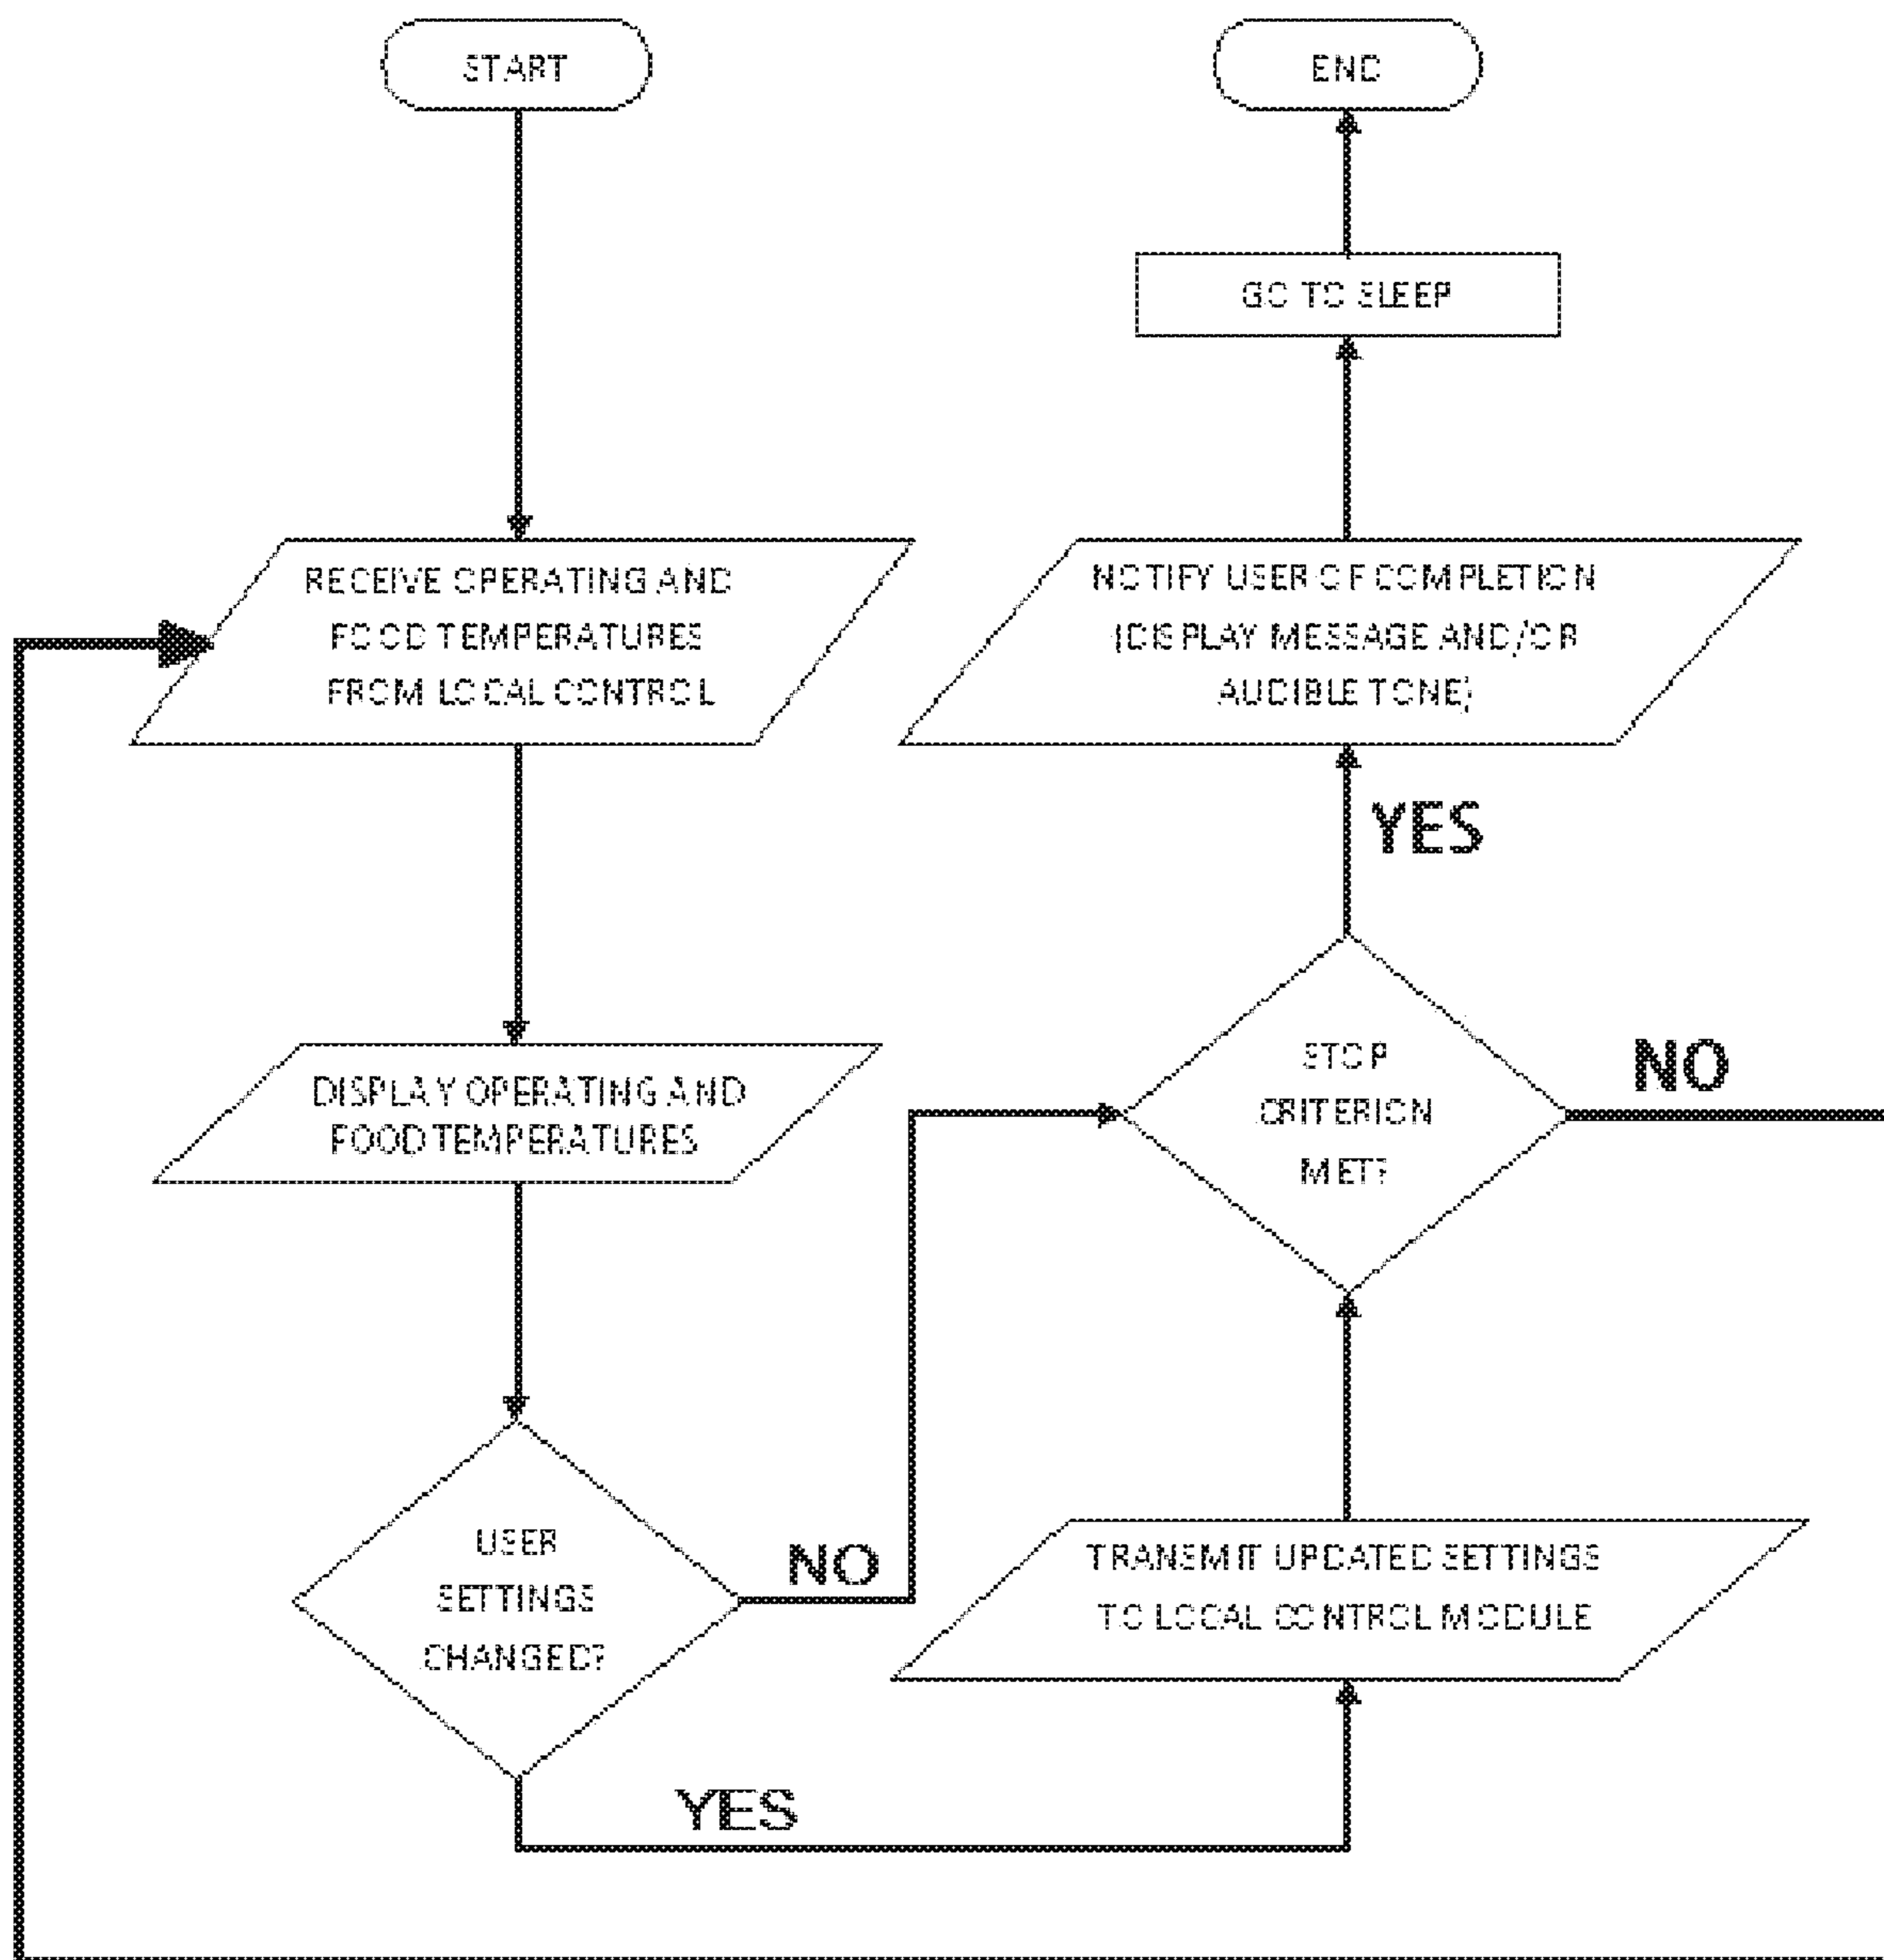 START
RECEIVE OPERATING AND
FOOD TEMPERATURES
FROM LOCAL CONTROL
DISPLAY OPERATING AND
FOOD TEMPERATURES
USER
SETTINGS
CHANGED?
NO
YES
TRANSMIT UPDATED SETTINGS
TO LOCAL CONTROL MODULE
STOP
CRITERION
MET?
NO
YES
NOTIFY USER OF COMPLETION
(DISPLAY MESSAGE AND/OR
AUDIBLE TONE)
GO TO SLEEP
END